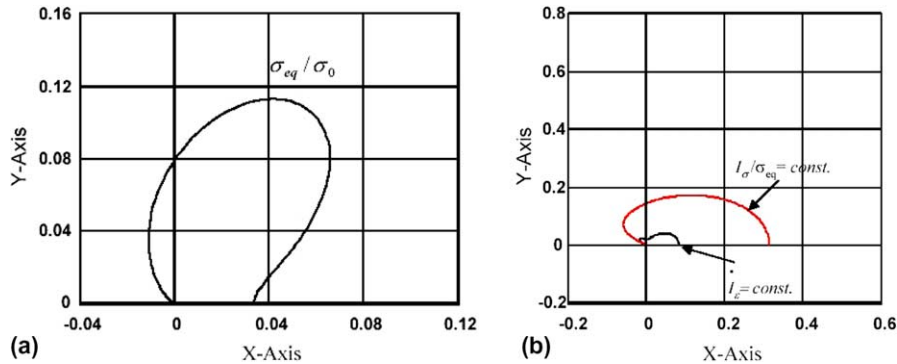 0.16
0.12
0.08
0.04
0
-0.04 0 0.04 0.08 0.12
Y-Axis
X-Axis
σeq / σ0
(a)
0.8
0.6
0.4
0.2
0
-0.2
-0.2 0 0.2 0.4 0.6
Y-Axis
X-Axis
Iσ/σeq= const.
İε= const.
(b)